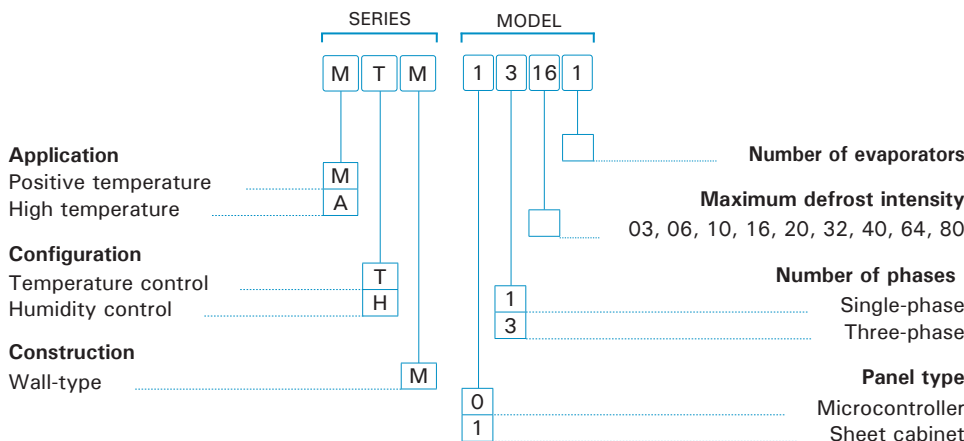 SERIES MODEL
M T M 1 3 16 1
Number of evaporators
Application
Positive temperature M
High temperature A
Maximum defrost intensity
03, 06, 10, 16, 20, 32, 40, 64, 80
Configuration
Temperature control T
Humidity control H
Number of phases
1 Single-phase
3 Three-phase
Construction
Wall-type M
Panel type
0 Microcontroller
1 Sheet cabinet